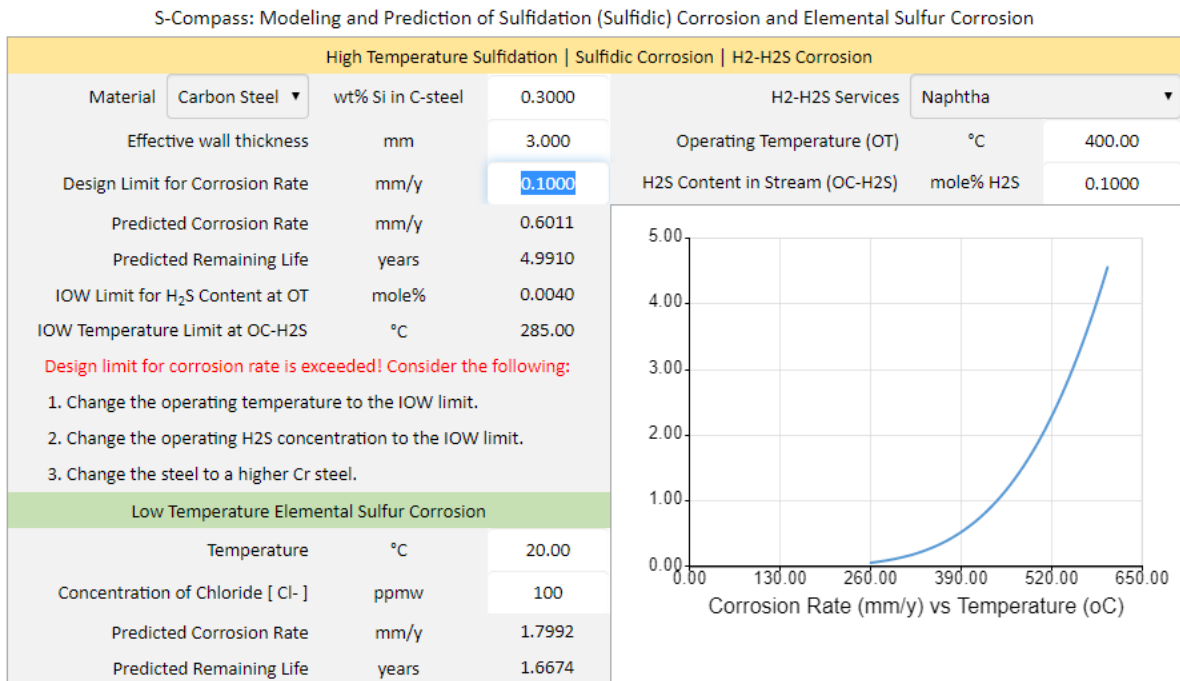 S-Compass: Modeling and Prediction of Sulfidation (Sulfidic) Corrosion and Elemental Sulfur Corrosion
High Temperature Sulfidation | Sulfidic Corrosion | H2-H2S Corrosion
Material Carbon Steel ▼ wt% Si in C-steel 0.3000 H2-H2S Services Naphtha ▼
Effective wall thickness mm 3.000 Operating Temperature (OT) °C 400.00
Design Limit for Corrosion Rate mm/y 0.1000 H2S Content in Stream (OC-H2S) mole% H2S 0.1000
Predicted Corrosion Rate mm/y 0.6011
Predicted Remaining Life years 4.9910
IOW Limit for H₂S Content at OT mole% 0.0040
IOW Temperature Limit at OC-H2S °C 285.00
Design limit for corrosion rate is exceeded! Consider the following:
1. Change the operating temperature to the IOW limit.
2. Change the operating H2S concentration to the IOW limit.
3. Change the steel to a higher Cr steel.
Low Temperature Elemental Sulfur Corrosion
Temperature °C 20.00
Concentration of Chloride [ Cl- ] ppmw 100
Predicted Corrosion Rate mm/y 1.7992
Predicted Remaining Life years 1.6674
5.00
4.00
3.00
2.00
1.00
0.00
0.00 130.00 260.00 390.00 520.00 650.00
Corrosion Rate (mm/y) vs Temperature (oC)